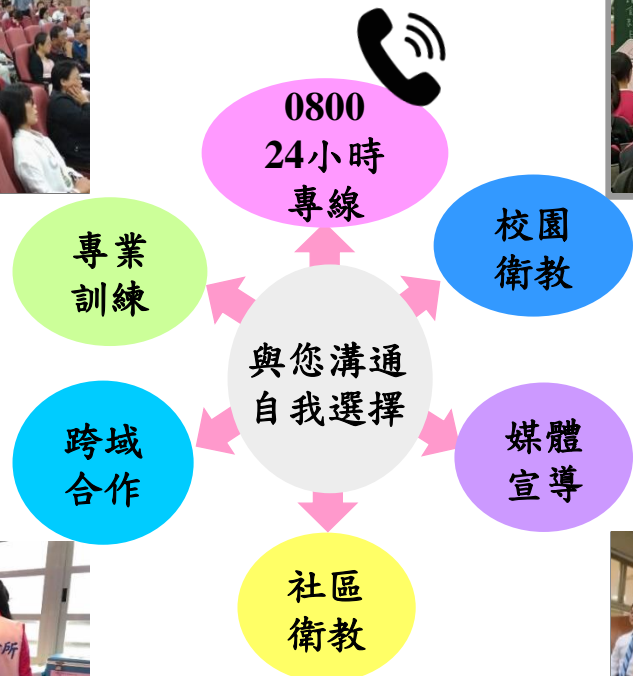 0800
24小時
專線
校園
衛教
專業
訓練
與您溝通
自我選擇
跨域
合作
媒體
宣導
社區
衛教
所